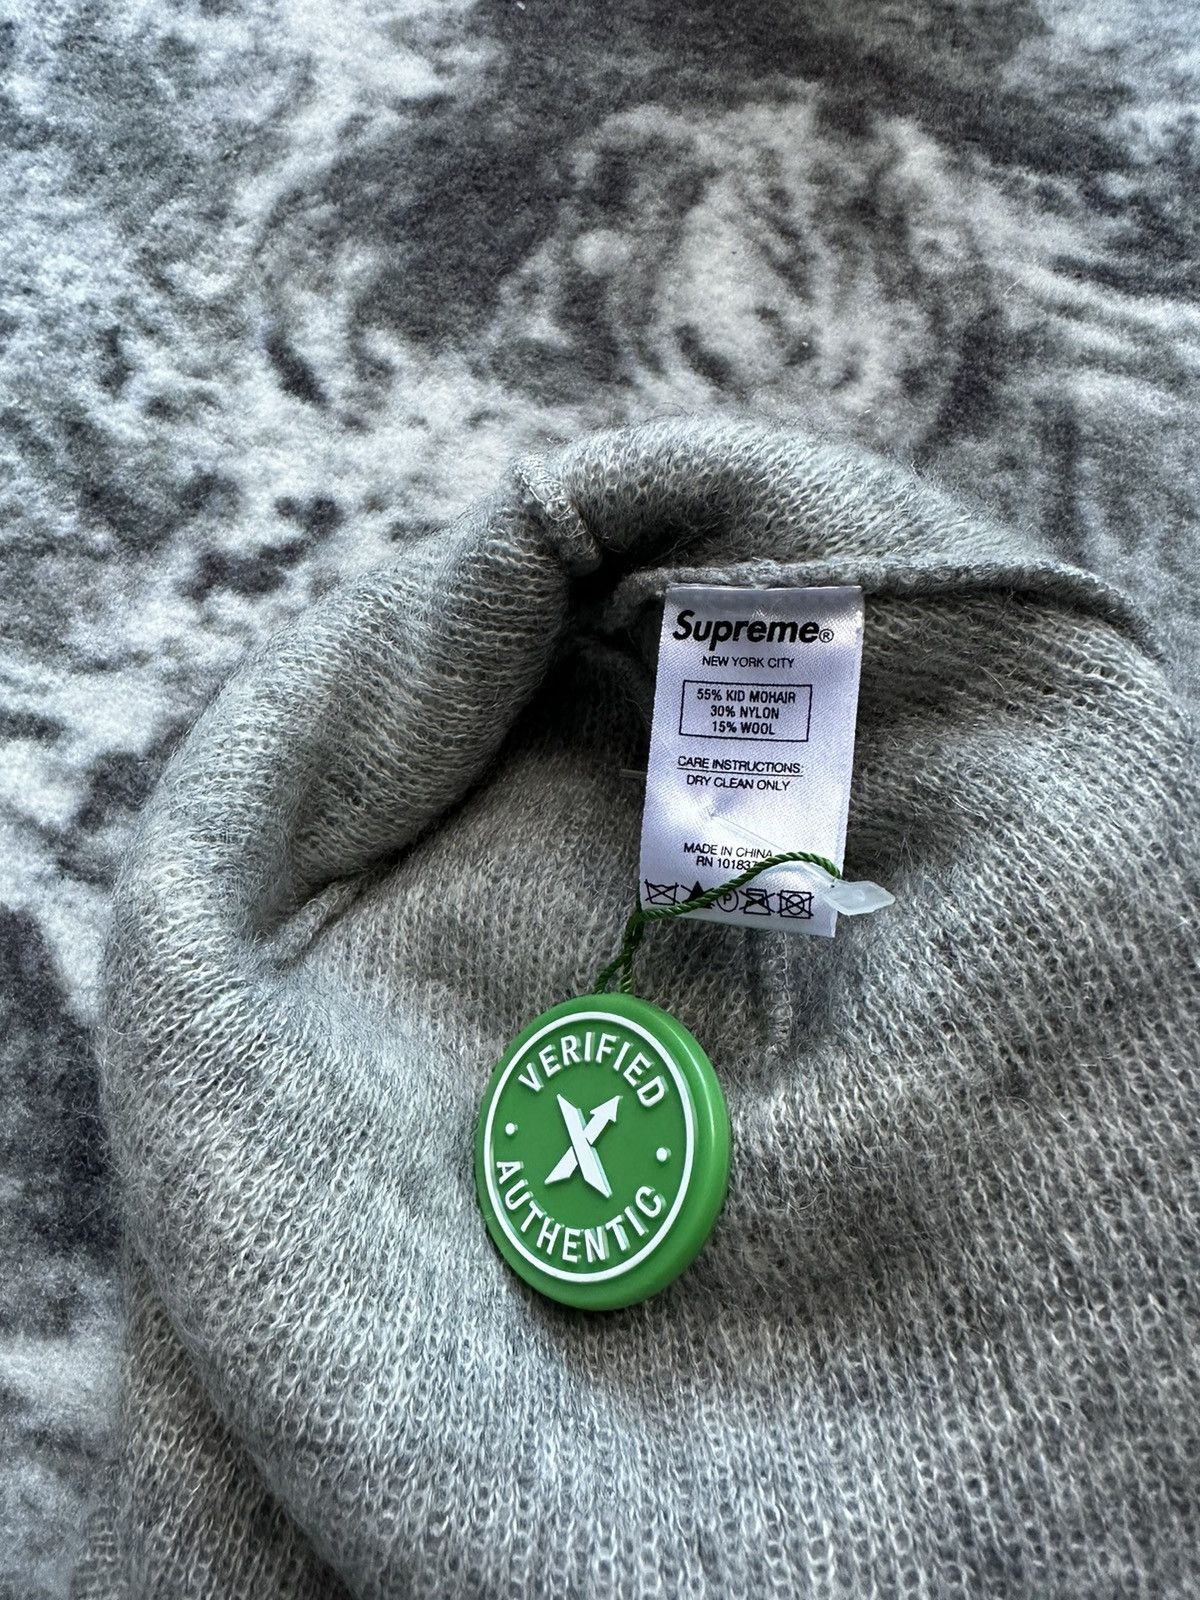 Supreme®
NEW YORK CITY
55% KID MOHAIR
30% NYLON
15% WOOL
CARE INSTRUCTIONS:
DRY CLEAN ONLY
MADE IN CHINA
RN
P
VERIFIED
X
AUTHENTIC